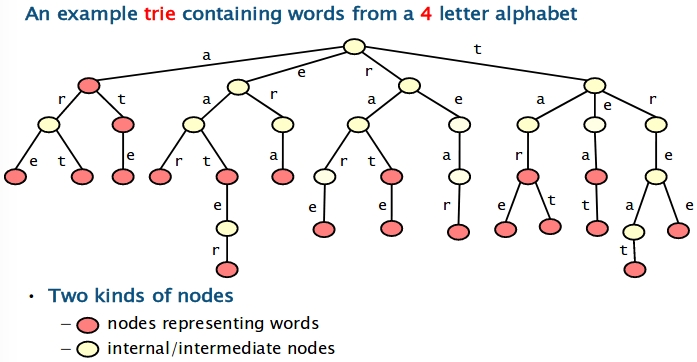 An example trie containing words from a 4 letter alphabet
a e r t
r t a r a e a e r
e t e r t a r t a r a e
e e e r e t t a e
r t
• Two kinds of nodes
– nodes representing words
– internal/intermediate nodes